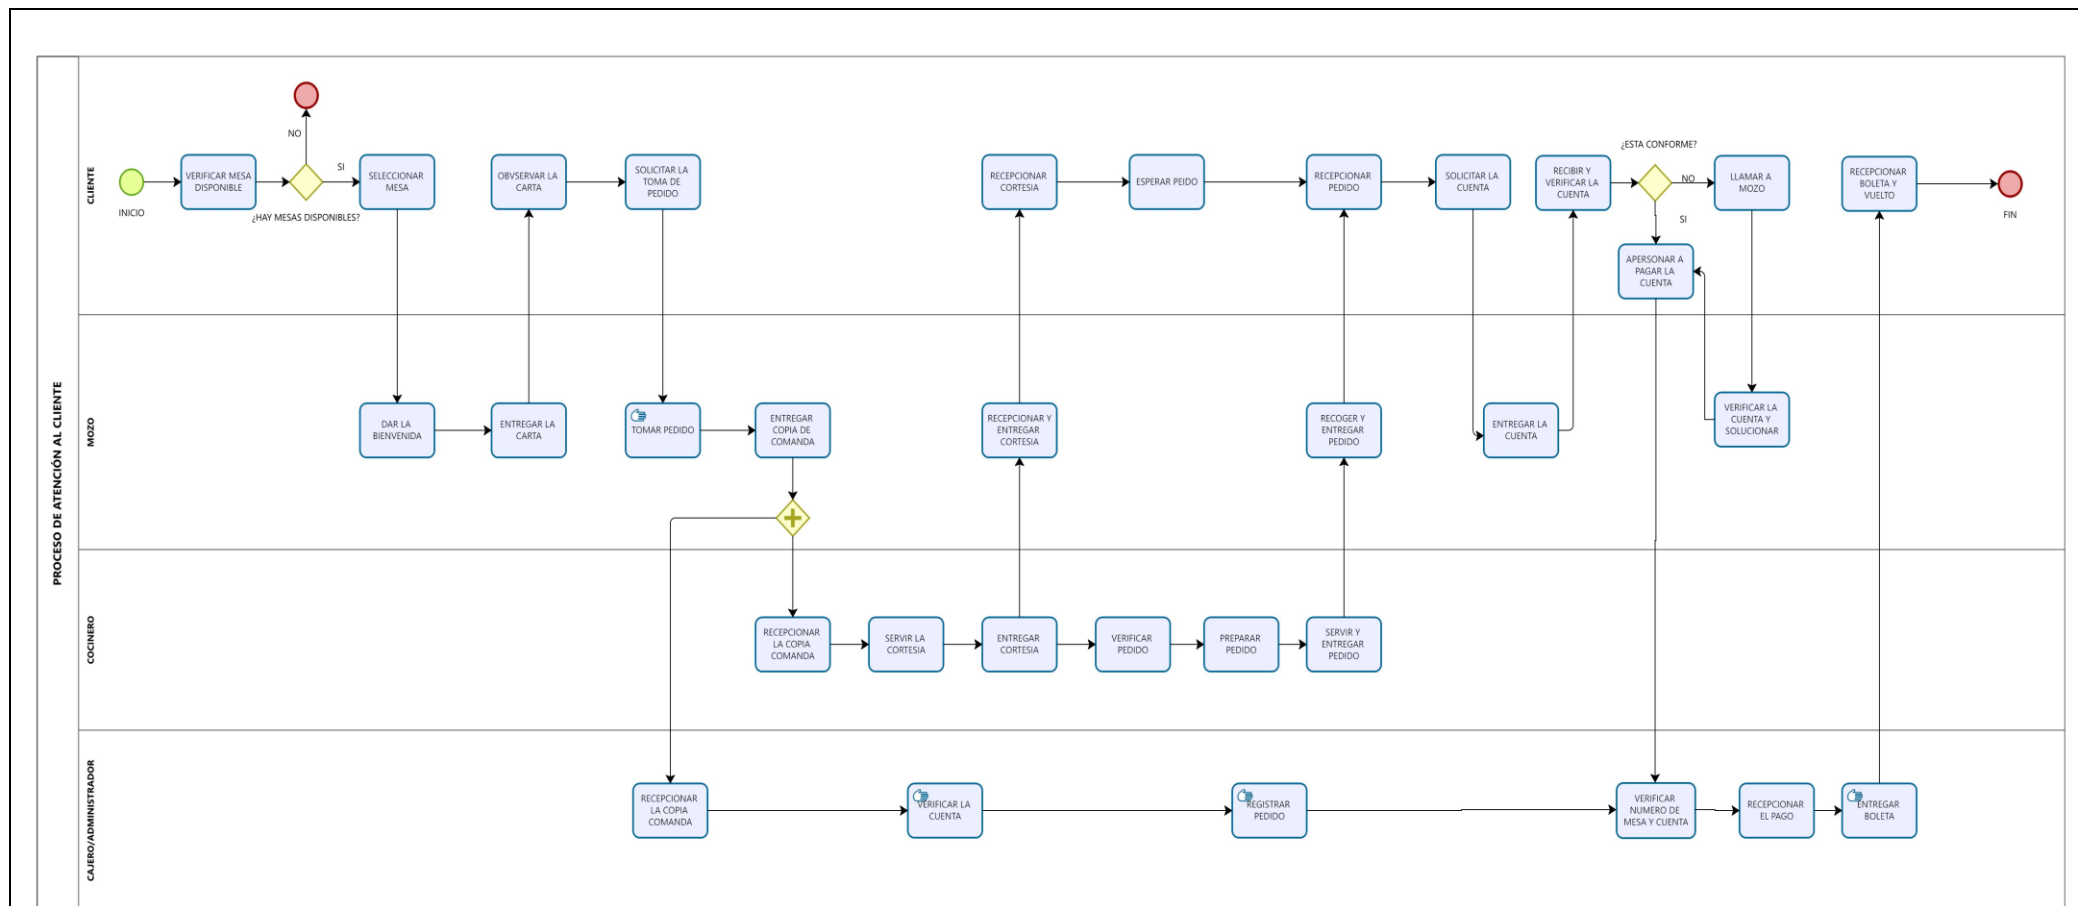 PROCESO DE ATENCIÓN AL CLIENTE
CLIENTE
INICIO
VERIFICAR MESA
DISPONIBLE
¿HAY MESAS DISPONIBLES?
NO
SI
SELECCIONAR
MESA
OBVSERVAR LA
CARTA
SOLICITAR LA
TOMA DE
PEDIDO
RECEPCIONAR
CORTESIA
ESPERAR PEIDO
RECEPCIONAR
PEDIDO
SOLICITAR LA
CUENTA
RECIBIR Y
VERIFICAR LA
CUENTA
¿ESTA CONFORME?
NO
SI
LLAMAR A
MOZO
APERSONAR A
PAGAR LA
CUENTA
RECEPCIONAR
BOLETA Y
VUELTO
FIN
MOZO
DAR LA
BIENVENIDA
ENTREGAR LA
CARTA
TOMAR PEDIDO
ENTREGAR
COPIA DE
COMANDA
RECEPCIONAR Y
ENTREGAR
CORTESIA
RECOGER Y
ENTREGAR
PEDIDO
ENTREGAR LA
CUENTA
VERIFICAR LA
CUENTA Y
SOLUCIONAR
COCINERO
RECEPCIONAR
LA COPIA
COMANDA
SERVIR LA
CORTESIA
ENTREGAR
CORTESIA
VERIFICAR
PEDIDO
PREPARAR
PEDIDO
SERVIR Y
ENTREGAR
PEDIDO
CAJERO/ADMINISTRADOR
RECEPCIONAR
LA COPIA
COMANDA
VERIFICAR LA
CUENTA
REGISTRAR
PEDIDO
VERIFICAR
NUMERO DE
MESA Y CUENTA
RECEPCIONAR
EL PAGO
ENTREGAR
BOLETA